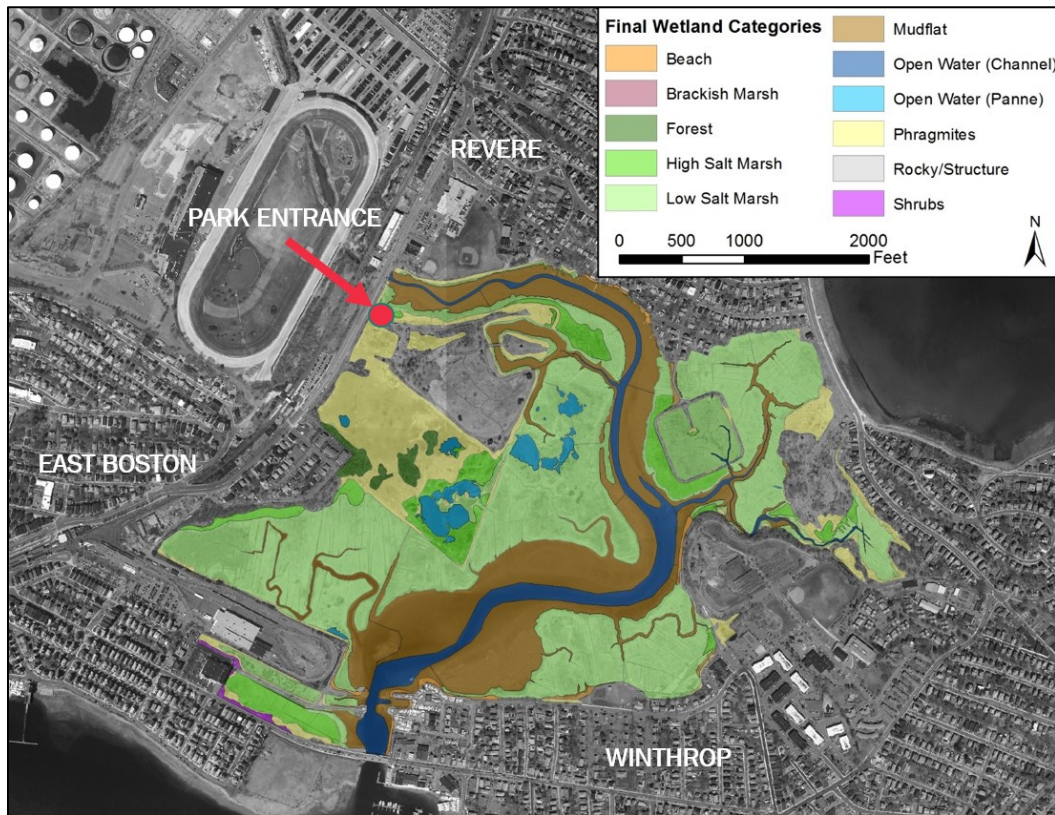 Final Wetland Categories
Beach
Brackish Marsh
Forest
High Salt Marsh
Low Salt Marsh
Mudflat
Open Water (Channel)
Open Water (Panne)
Phragmites
Rocky/Structure
Shrubs
0 500 1000 2000
Feet
N
REVERE
PARK ENTRANCE
EAST BOSTON
WINTHROP